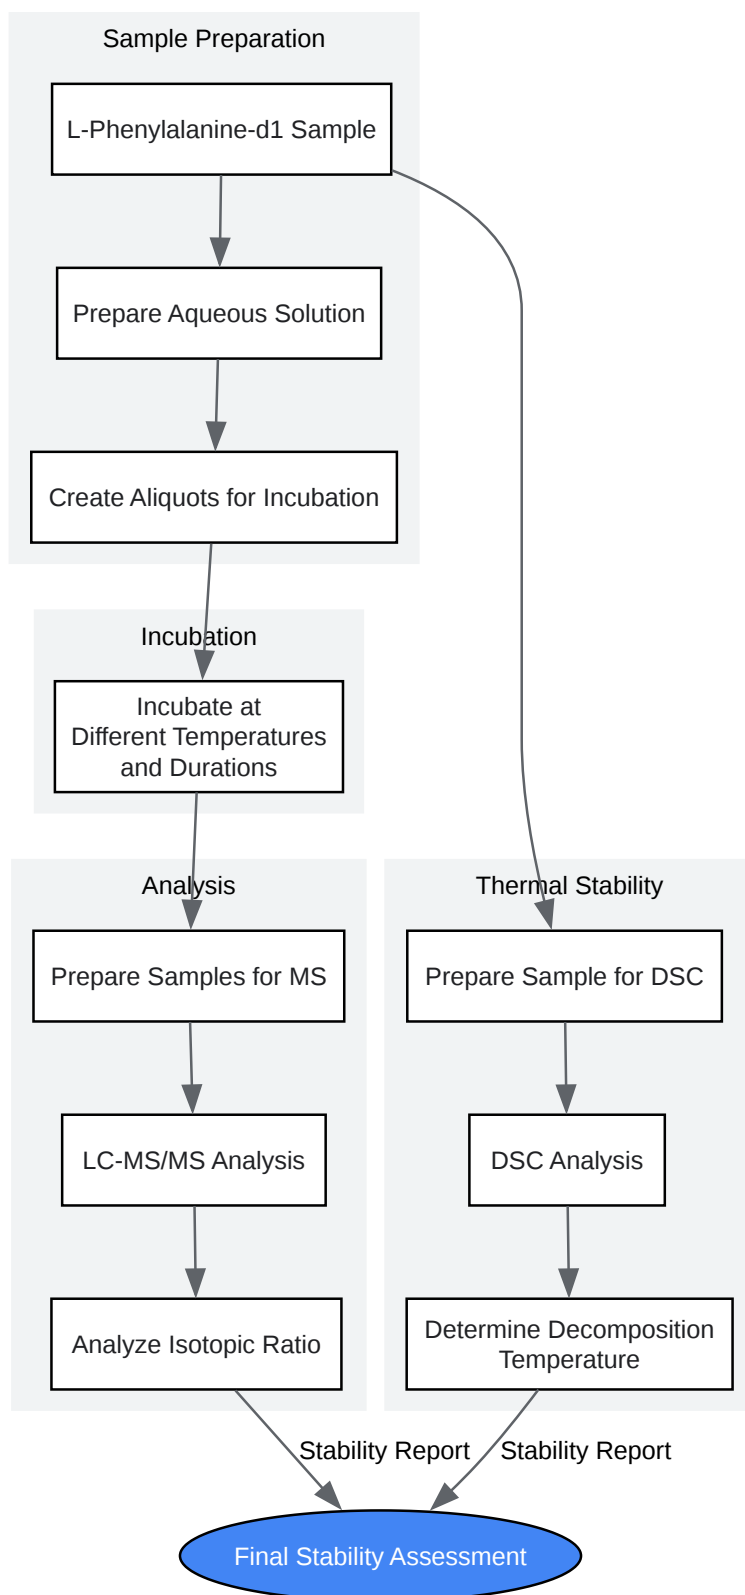 Sample Preparation
L-Phenylalanine-d1 Sample
Prepare Aqueous Solution
Create Aliquots for Incubation
Incubation
Incubate at
Different Temperatures
and Durations
Analysis
Prepare Samples for MS
LC-MS/MS Analysis
Analyze Isotopic Ratio
Thermal Stability
Prepare Sample for DSC
DSC Analysis
Determine Decomposition
Temperature
Stability Report
Stability Report
Final Stability Assessment